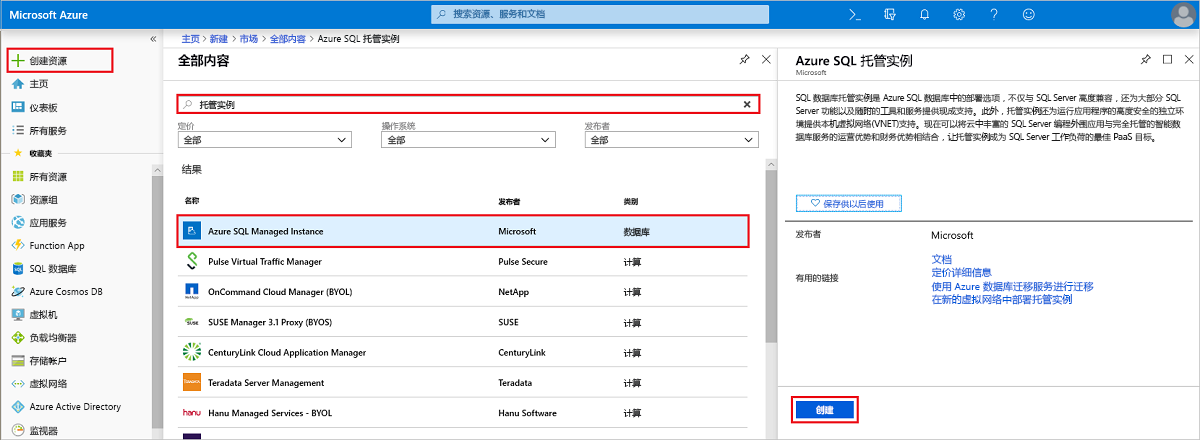 Microsoft Azure
搜索资源、服务和文档
创建资源
主页
仪表板
所有服务
收藏夹
所有资源
资源组
应用服务
Function App
SQL 数据库
Azure Cosmos DB
虚拟机
负载均衡器
存储帐户
虚拟网络
Azure Active Directory
监视器
主页 > 新建 > 市场 > 全部内容 > Azure SQL 托管实例
全部内容
托管实例
定价 操作系统 发布者
全部 全部 全部
结果
名称 发布者 类别
Azure SQL Managed Instance Microsoft 数据库
Pulse Virtual Traffic Manager Pulse Secure 计算
OnCommand Cloud Manager (BYOL) NetApp 计算
SUSE Manager 3.1 Proxy (BYOS) SUSE 计算
CenturyLink Cloud Application Manager CenturyLink 计算
Teradata Server Management Teradata 计算
hanu Hanu Managed Services - BYOL Hanu Software 计算
Azure SQL 托管实例
Microsoft
SQL 数据库托管实例是 Azure SQL 数据库中的部署选项，不仅与 SQL Server 高度兼容，还为大部分 SQL
Server 功能以及随附的工具和服务提供现成支持。此外，托管实例还为运行应用程序的高度安全的独立环
境提供本机虚拟网络(VNET)支持。现在可以将云中丰富的 SQL Server 编程外围应用与完全托管的智能数
据库服务的运营优势和财务优势相结合，让托管实例成为 SQL Server 工作负荷的最佳 PaaS 目标。
保存供以后使用
发布者 Microsoft
有用的链接
文档
定价详细信息
使用 Azure 数据库迁移服务进行迁移
在新的虚拟网络中部署托管实例
创建